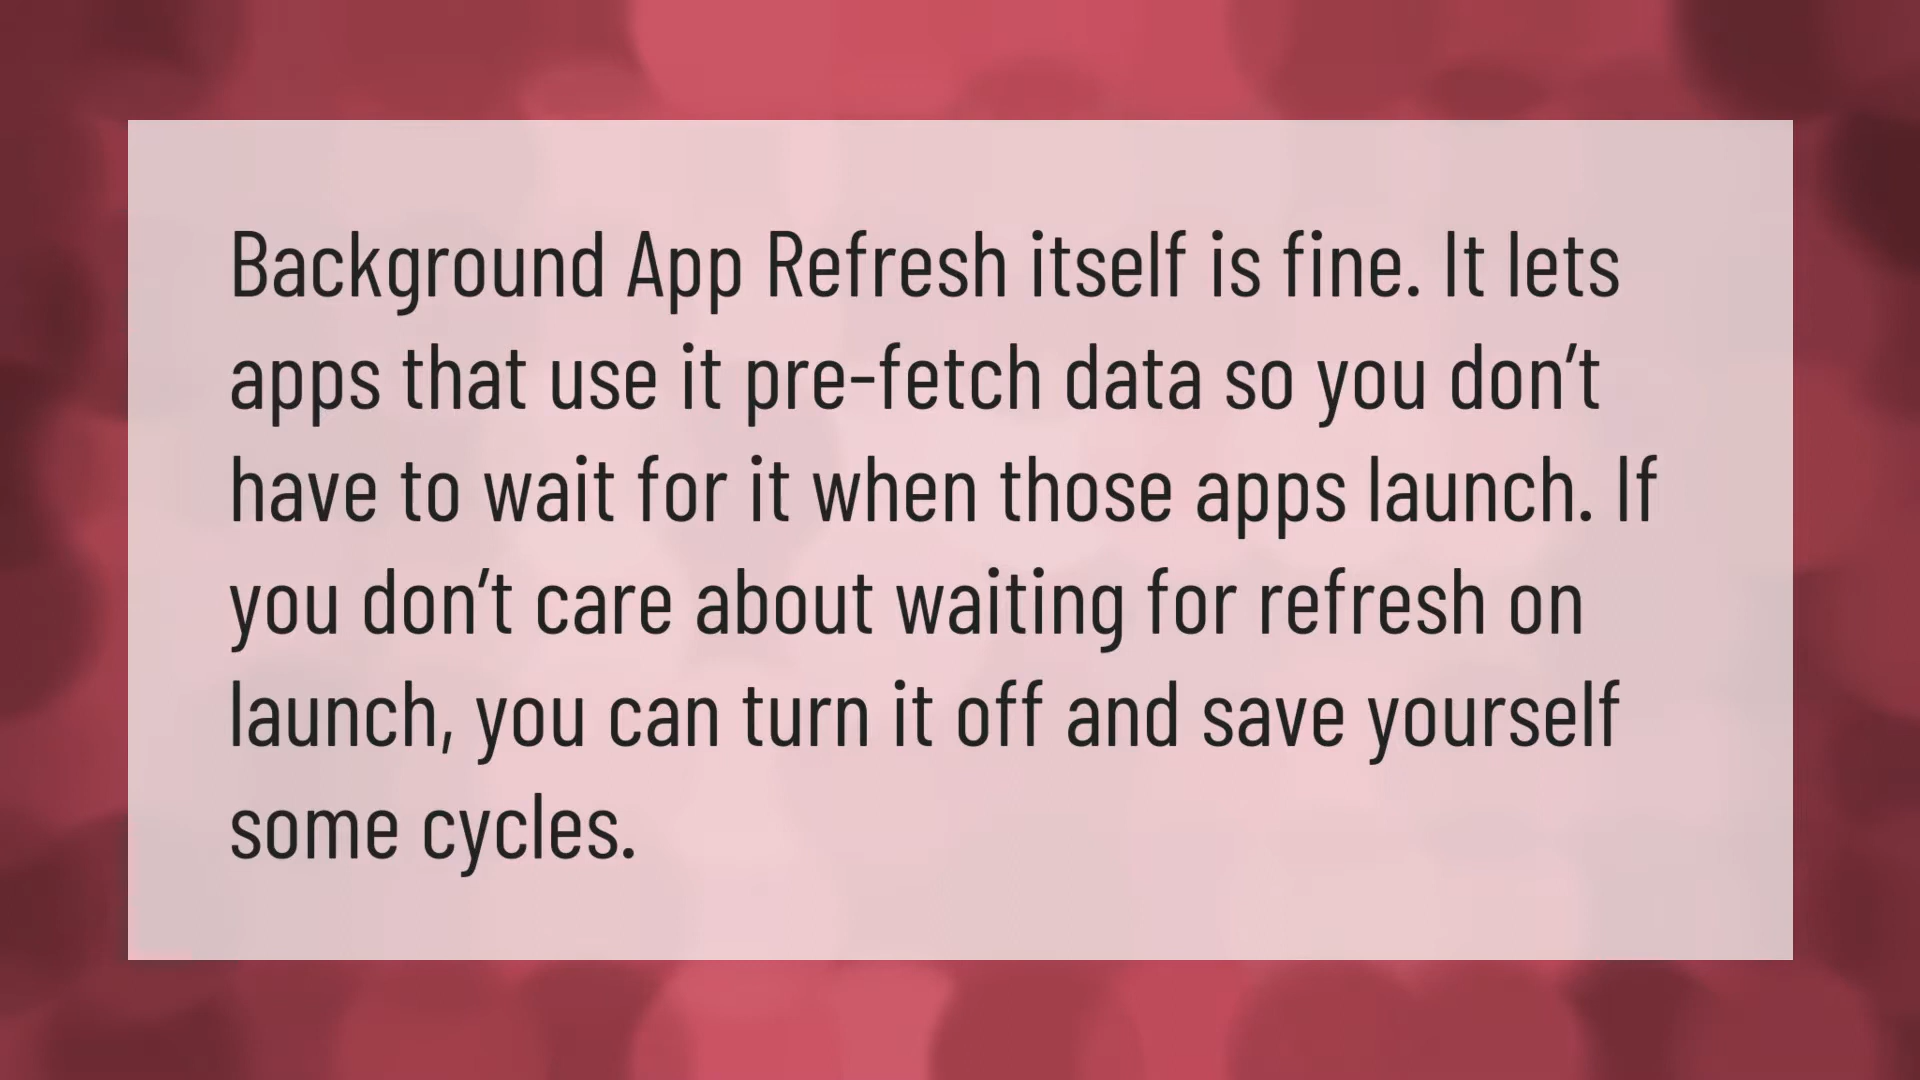 Background App Refresh itself is fine. It lets
apps that use it pre-fetch data so you don’t
have to wait for it when those apps launch. If
you don’t care about waiting for refresh on
launch, you can turn it off and save yourself
some cycles.